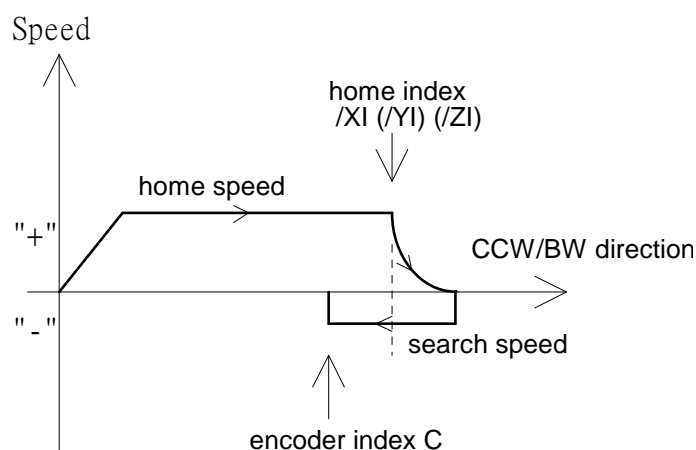 Speed
home index
/XI (/YI) (/ZI)
home speed
"+"
CCW/BW direction
"-"
search speed
encoder index C